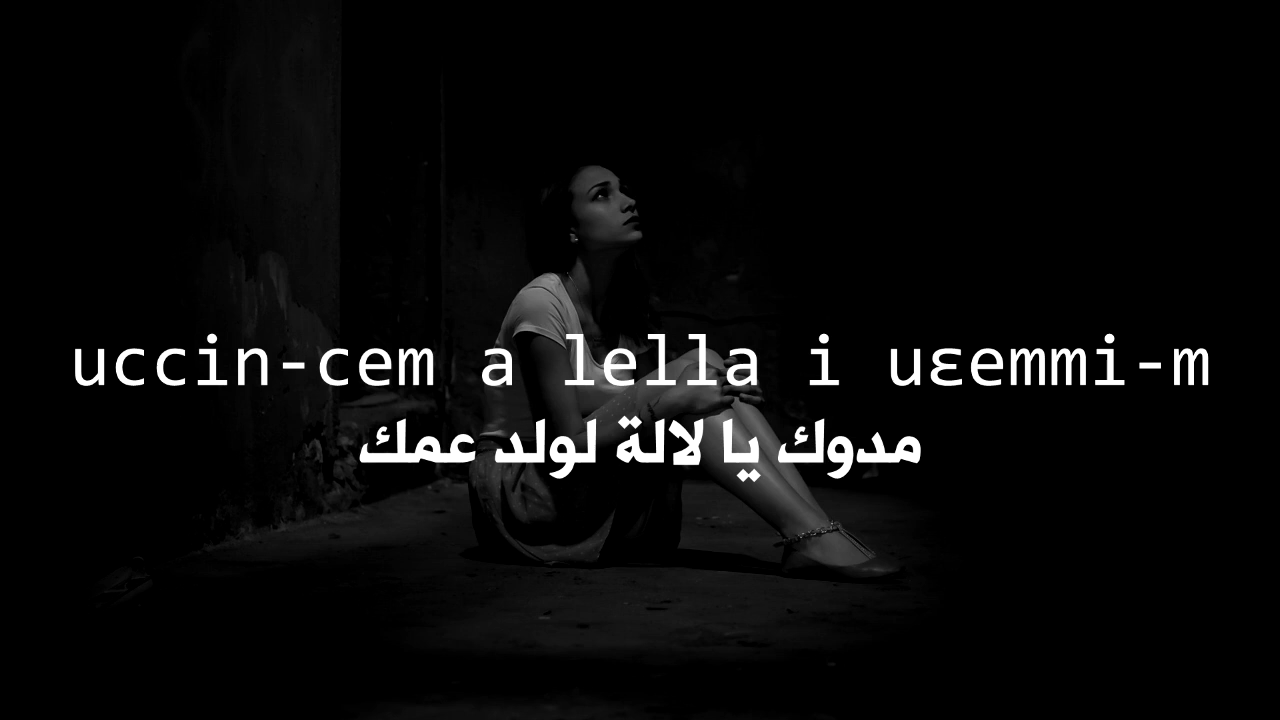 uccin-cem a lella i uɛemmi-m
مدوك يا لالة لولد عمك